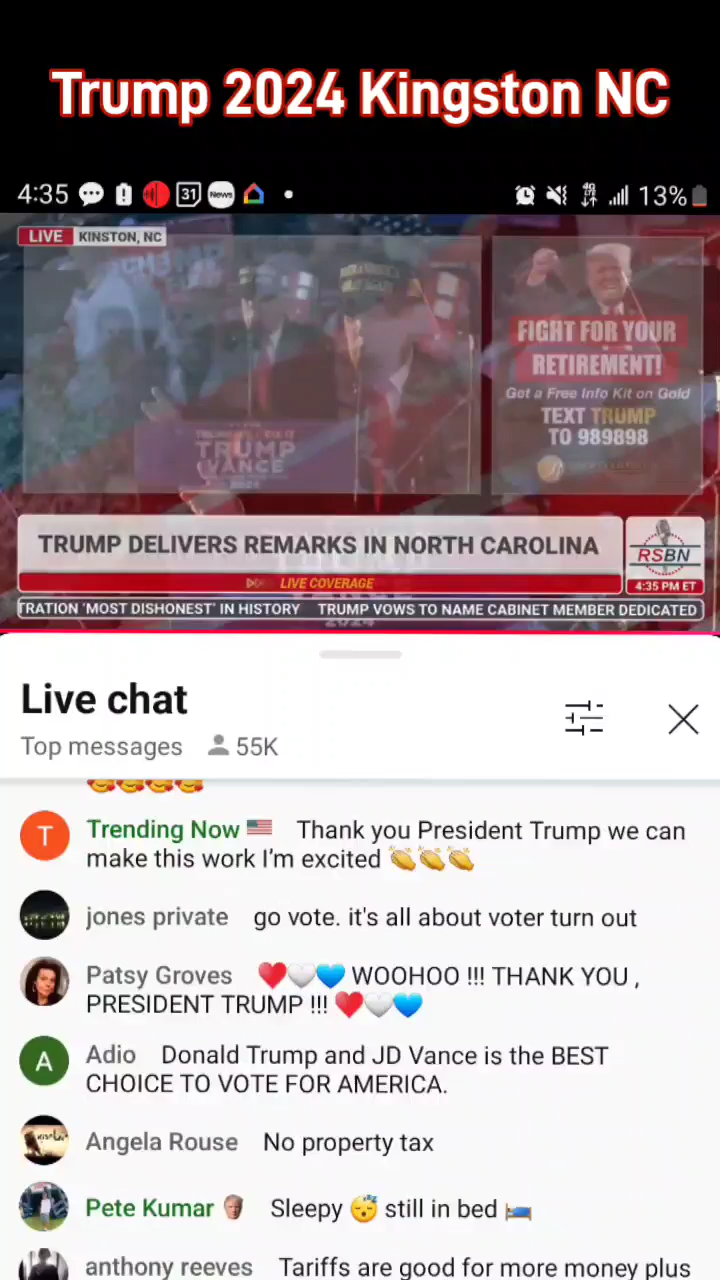 Trump 2024 Kingston NC
4:35
31
News
4G
13%
LIVE KINSTON, NC
FIGHT FOR YOUR
RETIREMENT!
Get a Free Info Kit on Gold
TEXT TRUMP
TO 989898
TRUMP
VANCE
TRUMP DELIVERS REMARKS IN NORTH CAROLINA
RSBN
LIVE COVERAGE
4:35 PM ET
TRATION 'MOST DISHONEST' IN HISTORY TRUMP VOWS TO NAME CABINET MEMBER DEDICATED
2024
Live chat
Top messages 55K
🥰🥰🥰🥰
T
Trending Now 🇺🇸 Thank you President Trump we can
make this work I’m excited 👏👏👏
jones private go vote. it's all about voter turn out
Patsy Groves ❤️🤍💙 WOOHOO !!! THANK YOU ,
PRESIDENT TRUMP !!! ❤️🤍💙
A
Adio Donald Trump and JD Vance is the BEST
CHOICE TO VOTE FOR AMERICA.
Angela Rouse No property tax
Pete Kumar Sleepy 😴 still in bed 🛏️
anthony reeves Tariffs are good for more money plus